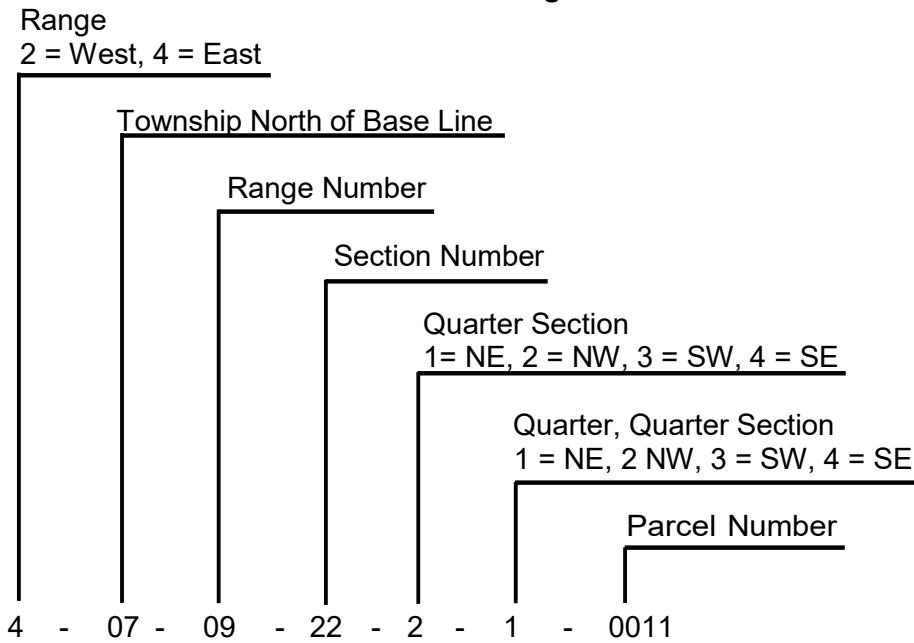 Range
2 = West, 4 = East
Township North of Base Line
Range Number
Section Number
Quarter Section
1= NE, 2 = NW, 3 = SW, 4 = SE
Quarter, Quarter Section
1 = NE, 2 NW, 3 = SW, 4 = SE
Parcel Number
4 - 07 - 09 - 22 - 2 - 1 - 0011